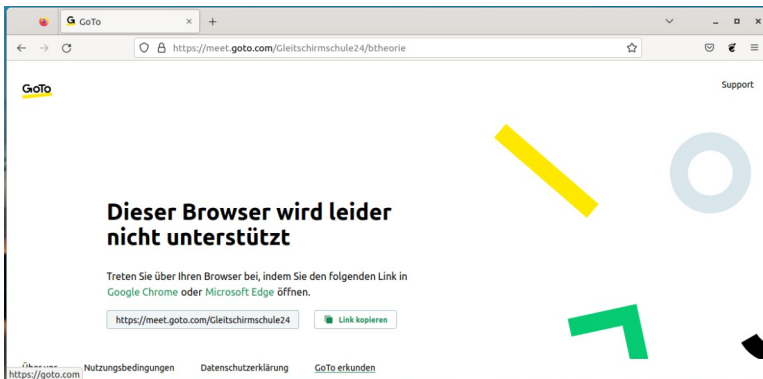 GoTo
https://meet.goto.com/Gleitschirmschule24/btheorie
GoTo
Support
Dieser Browser wird leider
nicht unterstützt
Treten Sie über Ihren Browser bei, indem Sie den folgenden Link in
Google Chrome oder Microsoft Edge öffnen.
https://meet.goto.com/Gleitschirmschule24
Link kopieren
Über uns Nutzungsbedingungen Datenschutzerklärung GoTo erkunden
https://goto.com